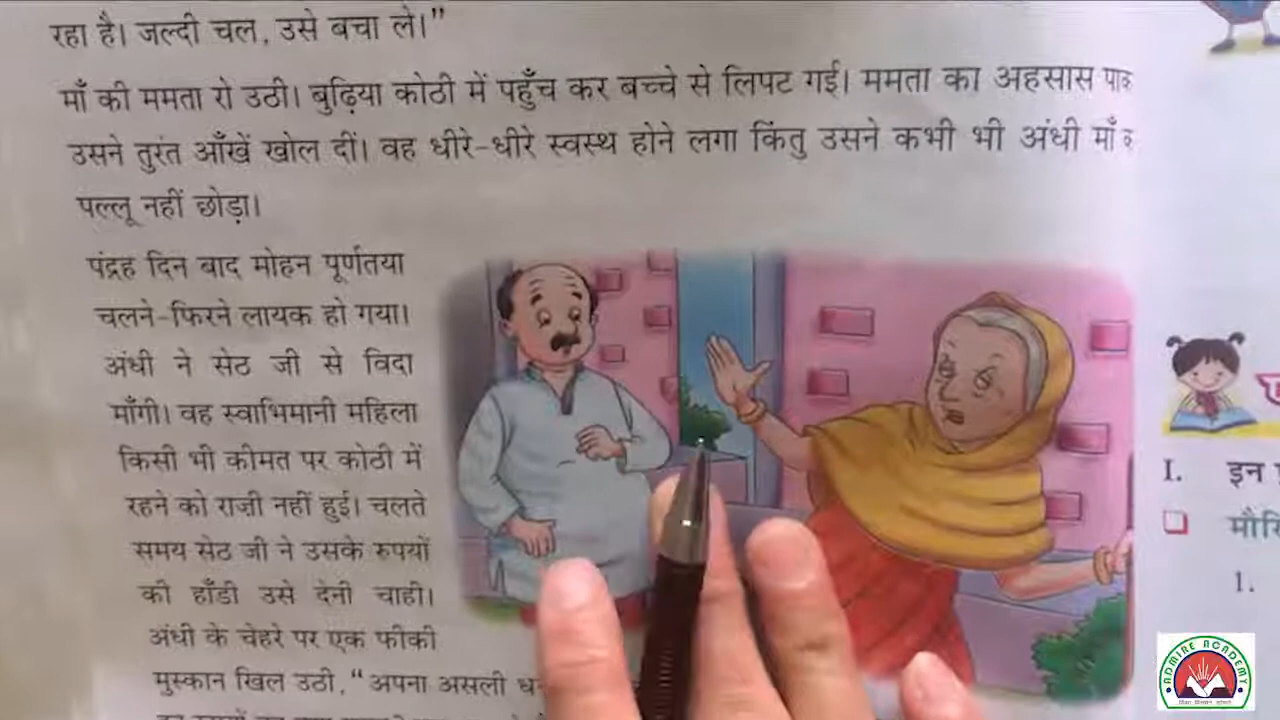 रहा है। जल्दी चल, उसे बचा ले।”
माँ की ममता रो उठी। बुढ़िया कोठी में पहुँच कर बच्चे से लिपट गई। ममता का अहसास
उसने तुरंत आँखें खोल दीं। वह धीरे-धीरे स्वस्थ होने लगा किंतु उसने कभी भी अंधी माँ
पल्लू नहीं छोड़ा।
पंद्रह दिन बाद मोहन पूर्णतया
चलने-फिरने लायक हो गया।
अंधी ने सेठ जी से विदा
माँगी। वह स्वाभिमानी महिला
किसी भी कीमत पर कोठी में
रहने को राज़ी नहीं हुई। चलते
समय सेठ जी ने उसके रुपयों
की हाँडी उसे देनी चाही।
अंधी के चेहरे पर एक फीकी
मुस्कान खिल उठी, “अपना असली
I. इन
1.
ADMIRE ACADEMY